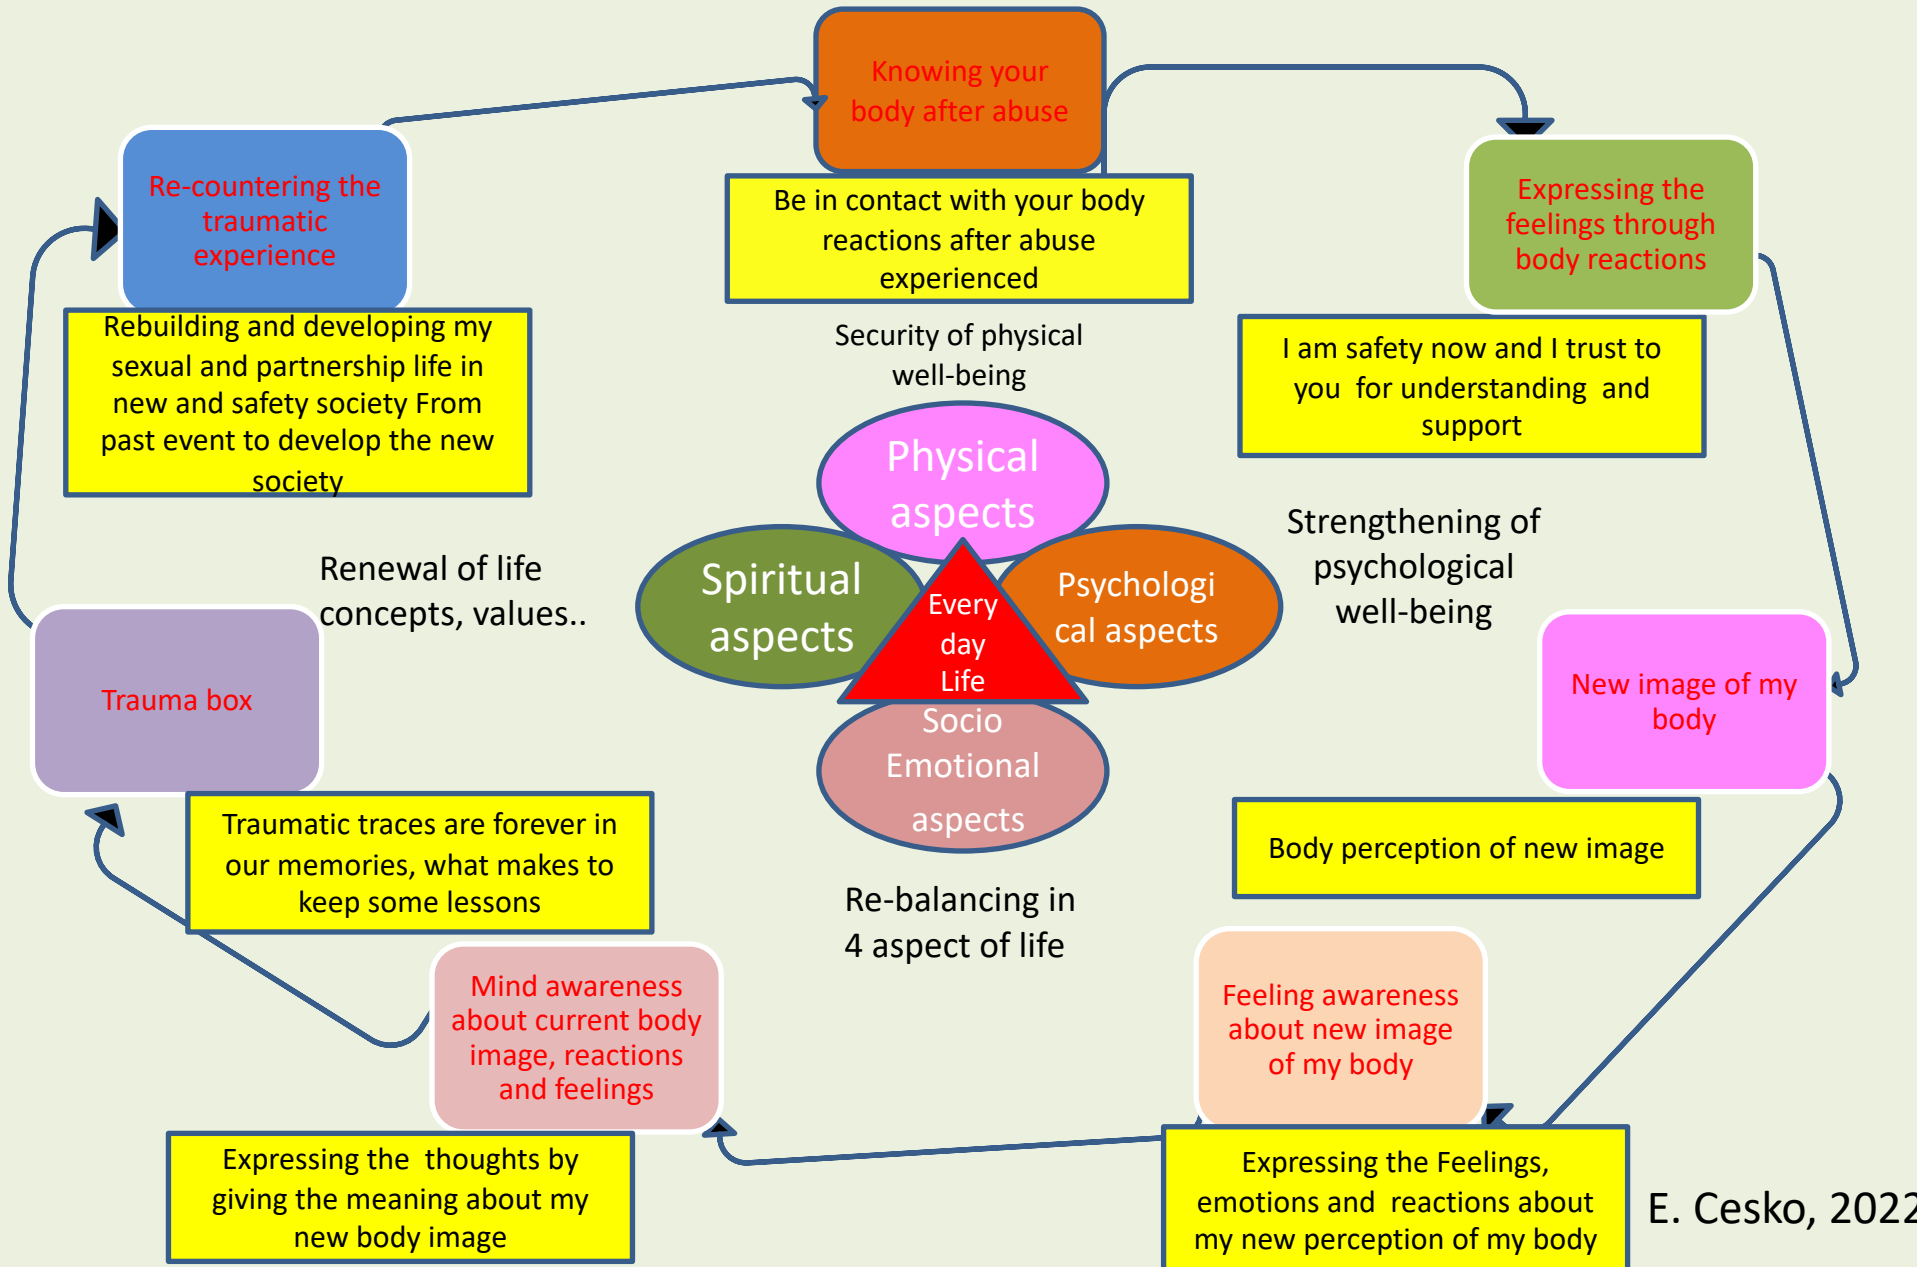 Knowing your
body after abuse
Be in contact with your body
reactions after abuse
experienced
Expressing the
feelings through
body reactions
I am safety now and I trust to
you  for understanding  and
support
New image of my
body
Body perception of new image
Feeling awareness
about new image
of my body
Expressing the Feelings,
emotions and  reactions about
my new perception of my body
Mind awareness
about current body
image, reactions
and feelings
Expressing the  thoughts by
giving the meaning about my
new body image
Trauma box
Traumatic traces are forever in
our memories, what makes to
keep some lessons
Re-countering the
traumatic
experience
Rebuilding and developing my
sexual and partnership life in
new and safety society From
past event to develop the new
society
Security of physical
well-being
Physical
aspects
Strengthening of
psychological
well-being
Psychologi
cal aspects
Renewal of life
concepts, values..
Spiritual
aspects
Every
day
Life
Socio
Emotional
aspects
Re-balancing in
4 aspect of life
E. Cesko, 2022